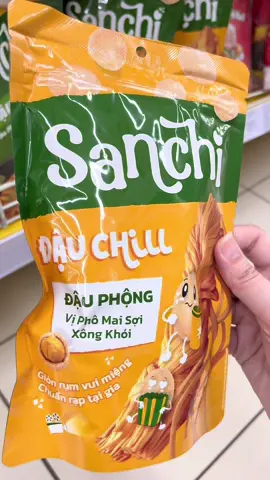 Sanchi
Sanchi
ĐẬU CHill
ĐẬU PHỘNG
Vị Phô Mai Sợi
Xông Khói
Giòn rụm vui miệng
Chuẩn rạp tại gia